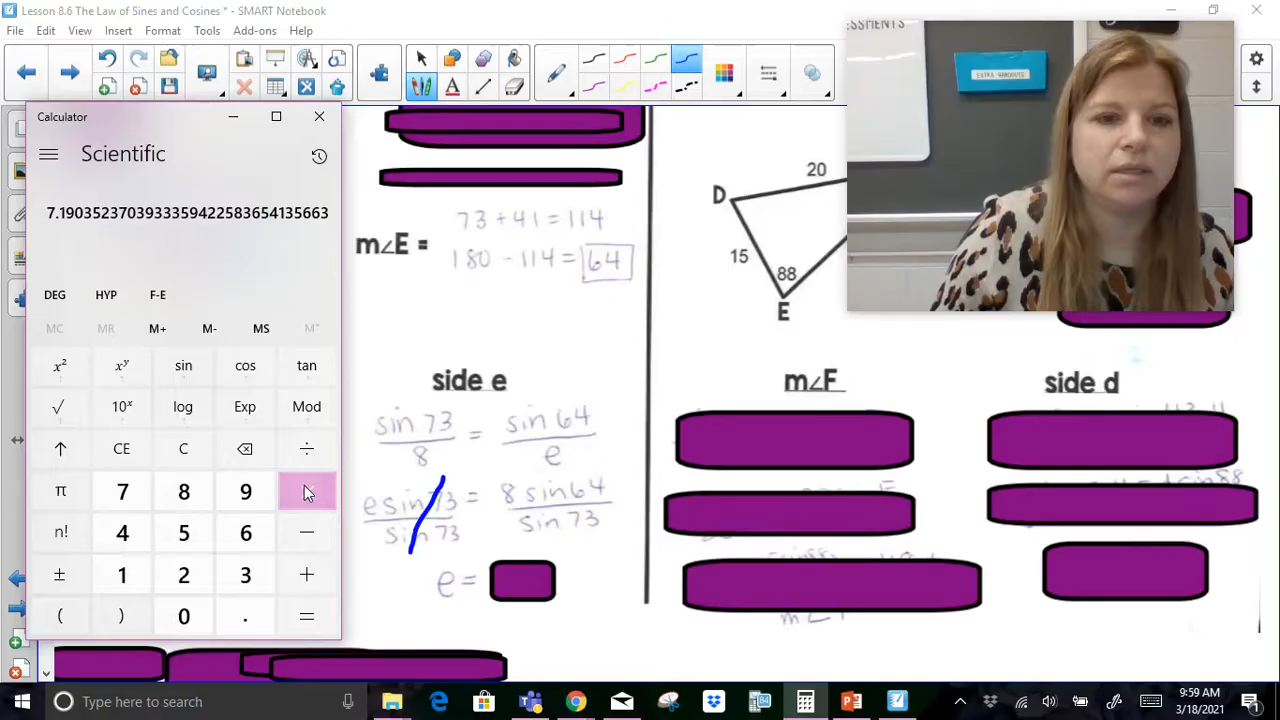 Lesson 8.6 The Law of Sines and Cosines * - SMART Notebook
File Edit View Insert Format Tools Add-ons Help
SSESSMENTS
EXTRA HANDOUTS
Calculator
Scientific
7.1903523703933359422583654135663
DEG HYP F-E
MC MR M+ M- MS M˅
x² xʸ sin cos tan
√ 10ˣ log Exp Mod
↑ CE C ÷
π 7 8 9
n! 4 5 6 −
± 1 2 3 +
( ) 0 . =
m∠E =
73 + 41 = 114
180 - 114 = 64
side e
sin 73 / 8 = sin 64 / e
e sin 73 / sin 73 = 8 sin 64 / sin 73
e =
D
20
15
88
E
m∠F
side d
Type here to search
9:59 AM
3/18/2021